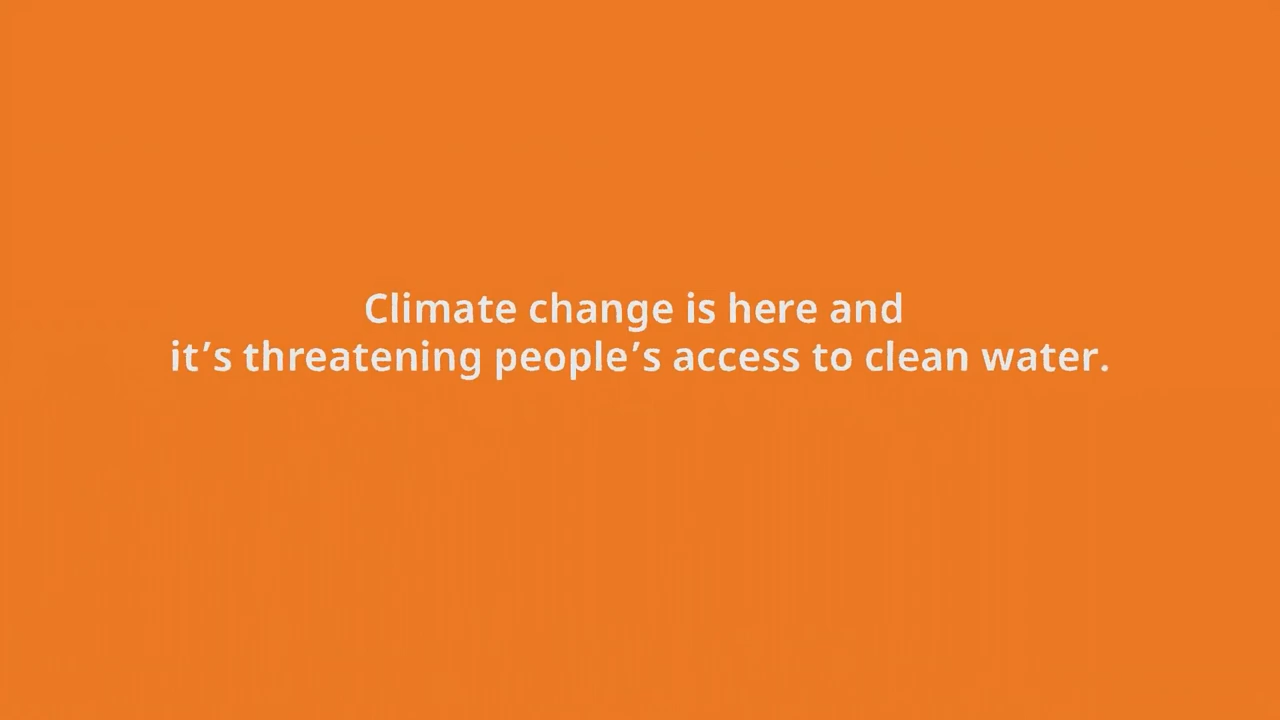 Climate change is here and
it’s threatening people’s access to clean water.